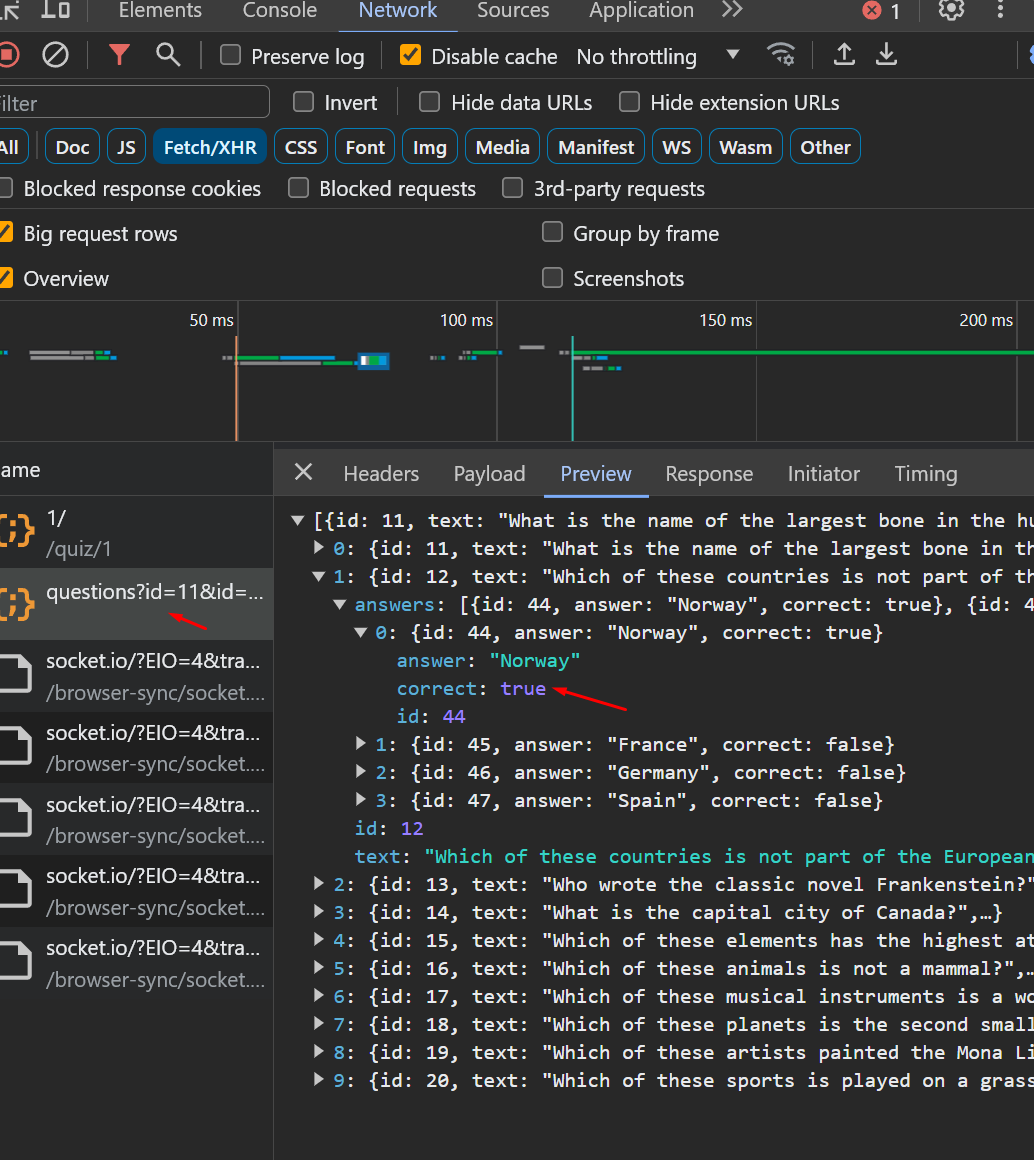 Elements Console Network Sources Application 1
Preserve log Disable cache No throttling
ilter Invert Hide data URLs Hide extension URLs
All Doc JS Fetch/XHR CSS Font Img Media Manifest WS Wasm Other
Blocked response cookies Blocked requests 3rd-party requests
Big request rows Group by frame
Overview Screenshots
50 ms 100 ms 150 ms 200 ms
ame
Headers Payload Preview Response Initiator Timing
1/
/quiz/1
questions?id=11&id=...
socket.io/?EIO=4&tra...
/browser-sync/socket....
socket.io/?EIO=4&tra...
/browser-sync/socket....
socket.io/?EIO=4&tra...
/browser-sync/socket....
socket.io/?EIO=4&tra...
/browser-sync/socket....
socket.io/?EIO=4&tra...
/browser-sync/socket....
[{id: 11, text: "What is the name of the largest bone in the hu
0: {id: 11, text: "What is the name of the largest bone in th
1: {id: 12, text: "Which of these countries is not part of th
answers: [{id: 44, answer: "Norway", correct: true}, {id: 4
0: {id: 44, answer: "Norway", correct: true}
answer: "Norway"
correct: true
id: 44
1: {id: 45, answer: "France", correct: false}
2: {id: 46, answer: "Germany", correct: false}
3: {id: 47, answer: "Spain", correct: false}
id: 12
text: "Which of these countries is not part of the European
2: {id: 13, text: "Who wrote the classic novel Frankenstein?"
3: {id: 14, text: "What is the capital city of Canada?",…}
4: {id: 15, text: "Which of these elements has the highest at
5: {id: 16, text: "Which of these animals is not a mammal?",…
6: {id: 17, text: "Which of these musical instruments is a wo
7: {id: 18, text: "Which of these planets is the second small
8: {id: 19, text: "Which of these artists painted the Mona Li
9: {id: 20, text: "Which of these sports is played on a grass